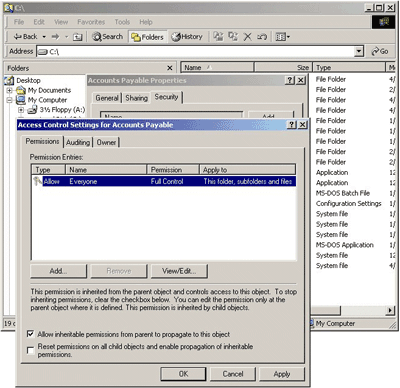 C:\
File Edit View Favorites Tools Help
Back Search Folders History
Address C:\ Go
Folders Name Size Type
Desktop
My Documents
My Computer
3½ Floppy (A:)
File Folder
File Folder
File Folder
File Folder
File Folder
File Folder
File Folder
File Folder
Application
Application
MS-DOS Batch File
Configuration Settings
System file
System file
MS-DOS Application
System file
System file
Accounts Payable Properties
General Sharing Security
Name Add...
Access Control Settings for Accounts Payable
Permissions Auditing Owner
Permission Entries:
Type Name Permission Apply to
Allow Everyone Full Control This folder, subfolders and files
Add... Remove View/Edit...
This permission is inherited from the parent object and controls access to this object. To stop
inheriting permissions, clear the checkbox below. You can edit the permission only at the
parent object where it is defined. This permission is inherited by child objects.
Allow inheritable permissions from parent to propagate to this object
Reset permissions on all child objects and enable propagation of inheritable
permissions.
OK Cancel Apply
My Computer